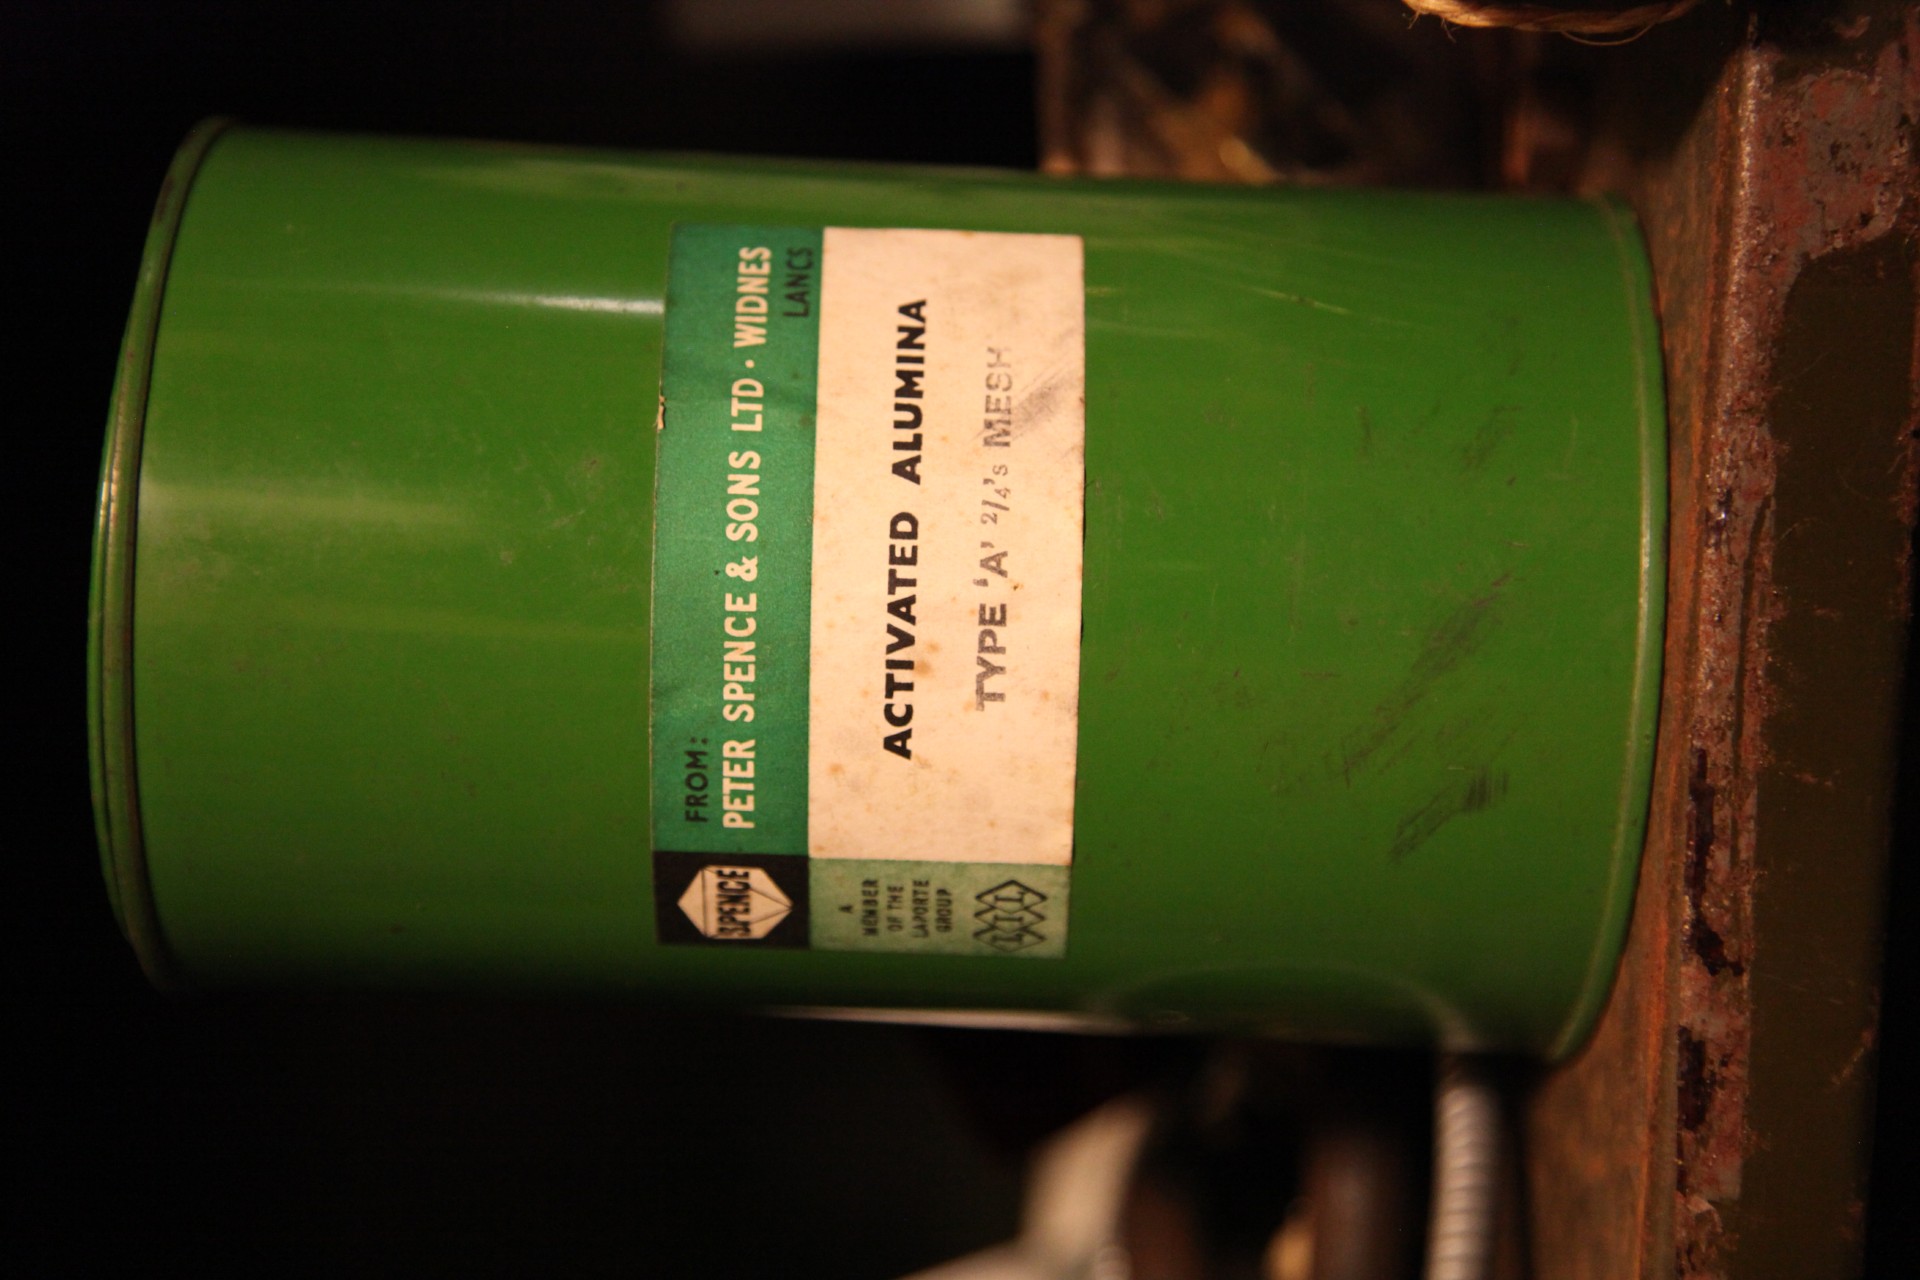 FROM:
PETER SPENCE & SONS LTD · WIDNES
LANCS
ACTIVATED ALUMINA
TYPE 'A' 2/4's MESH
SPENCE
A
MEMBER
OF THE
LAPORTE
GROUP